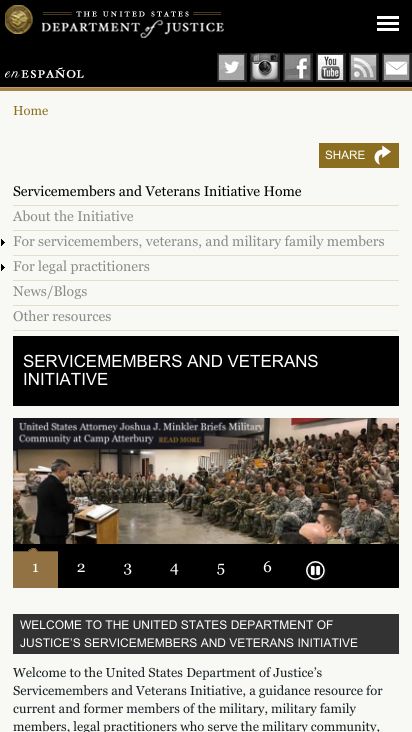 THE UNITED STATES
DEPARTMENT of JUSTICE
en ESPAÑOL
You
Tube
Home
SHARE
Servicemembers and Veterans Initiative Home
About the Initiative
For servicemembers, veterans, and military family members
For legal practitioners
News/Blogs
Other resources
SERVICEMEMBERS AND VETERANS
INITIATIVE
United States Attorney Joshua J. Minkler Briefs Military
Community at Camp Atterbury READ MORE
1 2 3 4 5 6
WELCOME TO THE UNITED STATES DEPARTMENT OF
JUSTICE'S SERVICEMEMBERS AND VETERANS INITIATIVE
Welcome to the United States Department of Justice's
Servicemembers and Veterans Initiative, a guidance resource for
current and former members of the military, military family
members, legal practitioners who serve the military community,